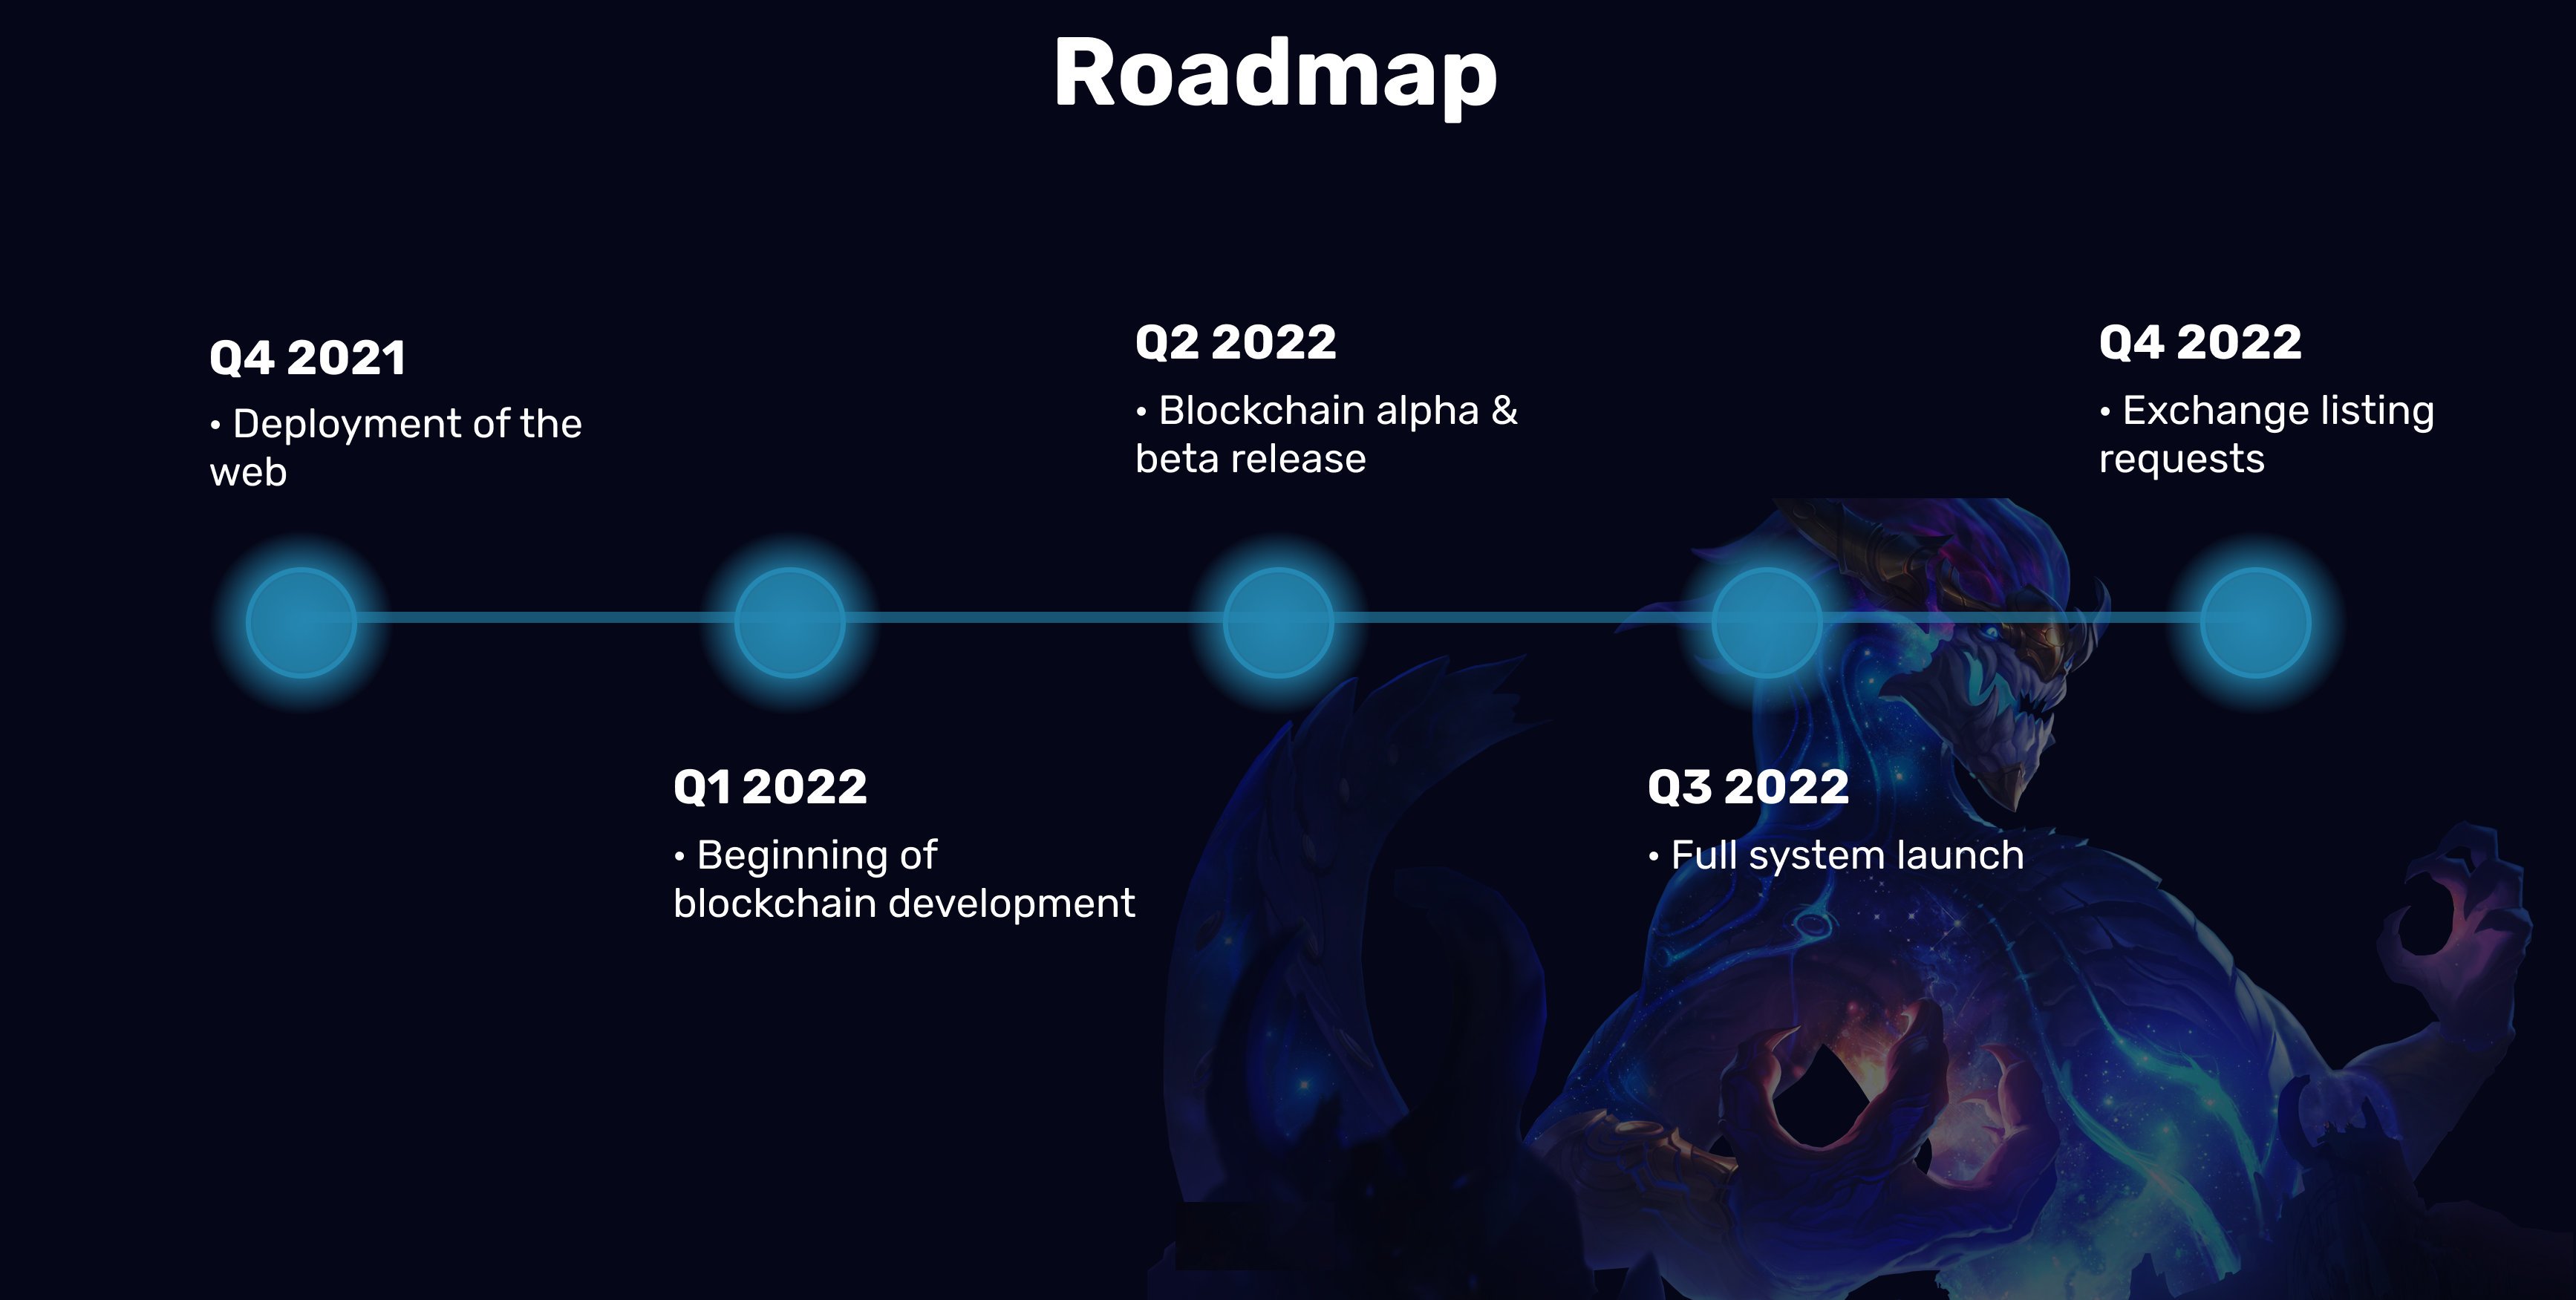 Roadmap
Q4 2021
• Deployment of the
web
Q1 2022
• Beginning of
blockchain development
Q2 2022
• Blockchain alpha &
beta release
Q3 2022
• Full system launch
Q4 2022
• Exchange listing
requests